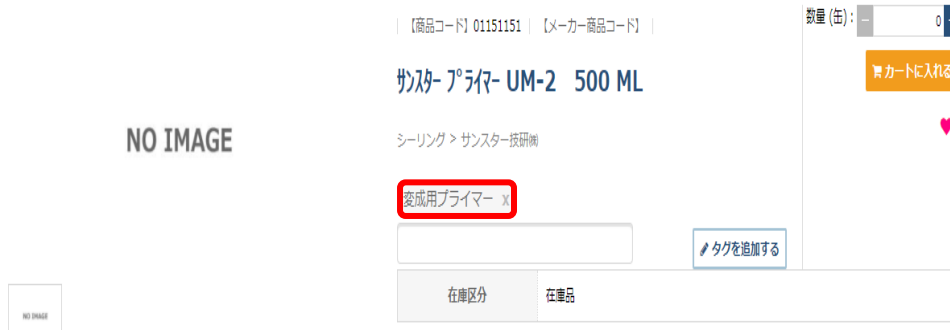 【商品コード】01151151 【メーカー商品コード】
数量 (缶) : － 0
カートに入れる
ｻﾝｽﾀｰ ﾌﾟﾗｲﾏｰ UM-2 500 ML
NO IMAGE
シーリング > サンスター技研㈱
変成用プライマー x
タグを追加する
在庫区分 在庫品
NO IMAGE